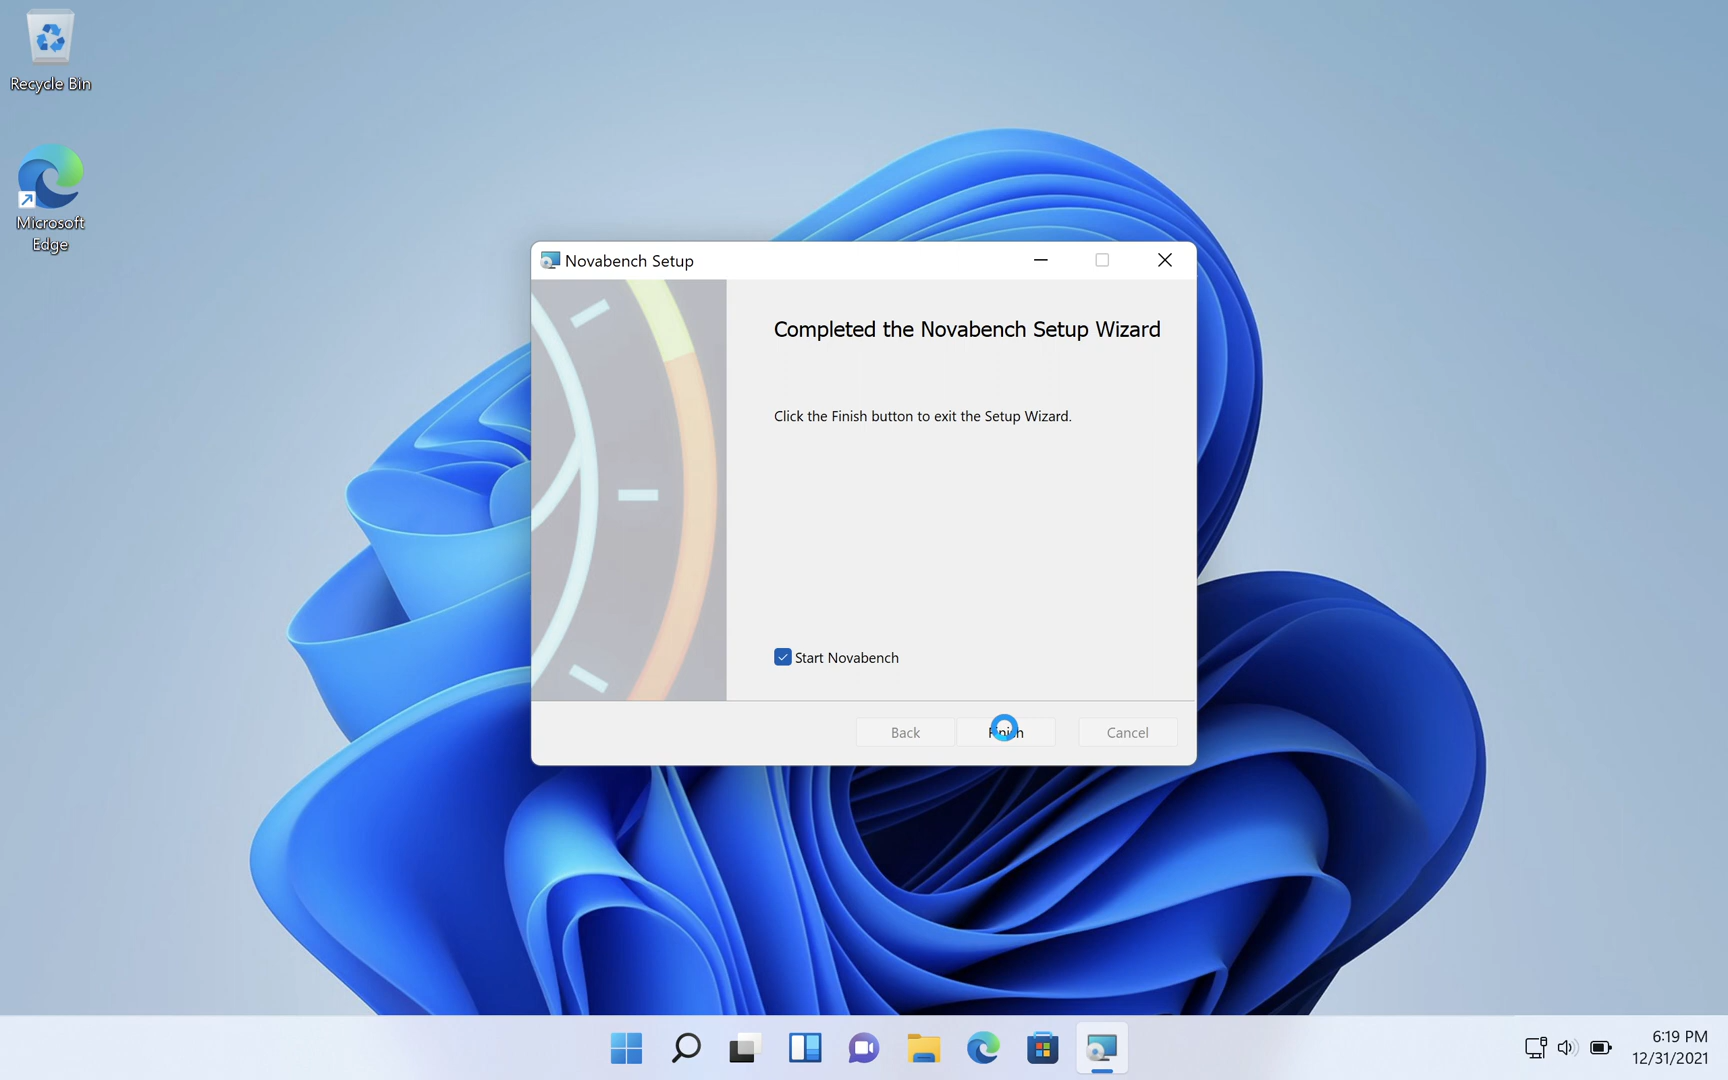 Recycle Bin
Microsoft
Edge
Novabench Setup
Completed the Novabench Setup Wizard
Click the Finish button to exit the Setup Wizard.
Start Novabench
Back
Finish
Cancel
6:19 PM
12/31/2021